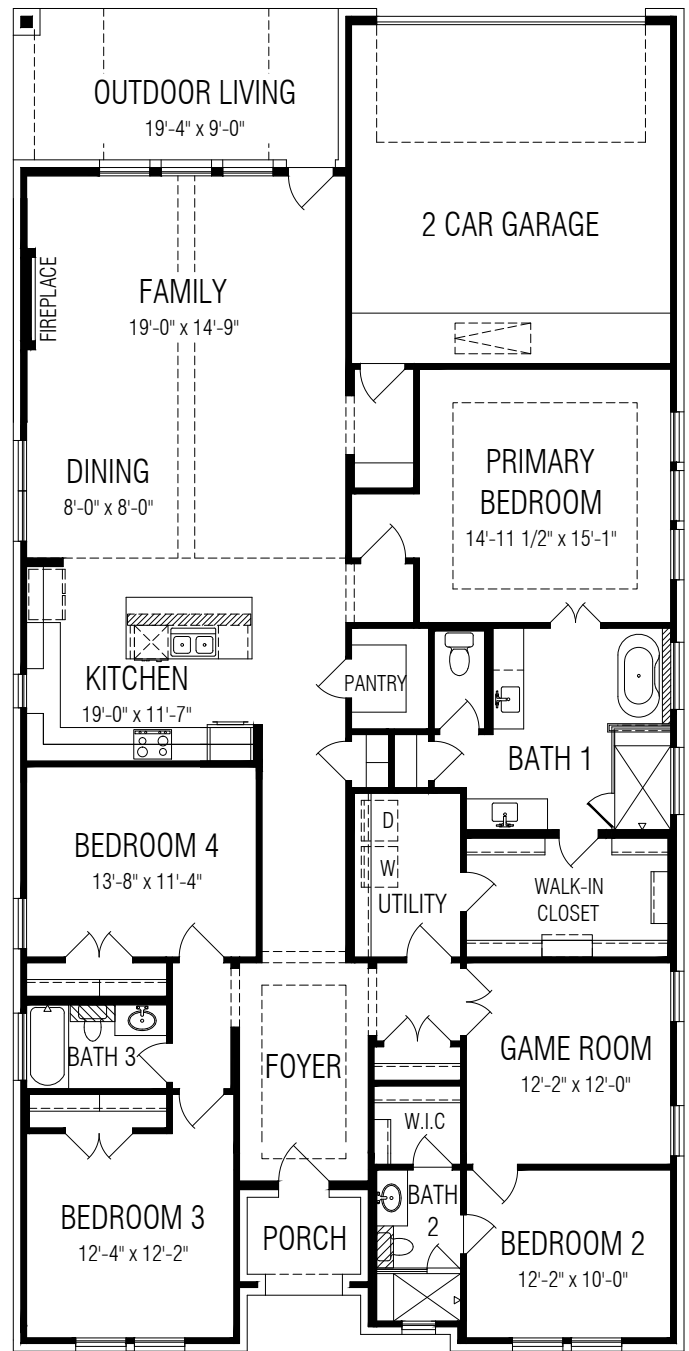 OUTDOOR LIVING
19'-4" x 9'-0"
2 CAR GARAGE
FIREPLACE
FAMILY
19'-0" x 14'-9"
DINING
8'-0" x 8'-0"
PRIMARY
BEDROOM
14'-11 1/2" x 15'-1"
KITCHEN
19'-0" x 11'-7"
PANTRY
BATH 1
BEDROOM 4
13'-8" x 11'-4"
D
W
UTILITY
WALK-IN
CLOSET
BATH 3
FOYER
GAME ROOM
12'-2" x 12'-0"
W.I.C
BEDROOM 3
12'-4" x 12'-2"
PORCH
BATH
2
BEDROOM 2
12'-2" x 10'-0"